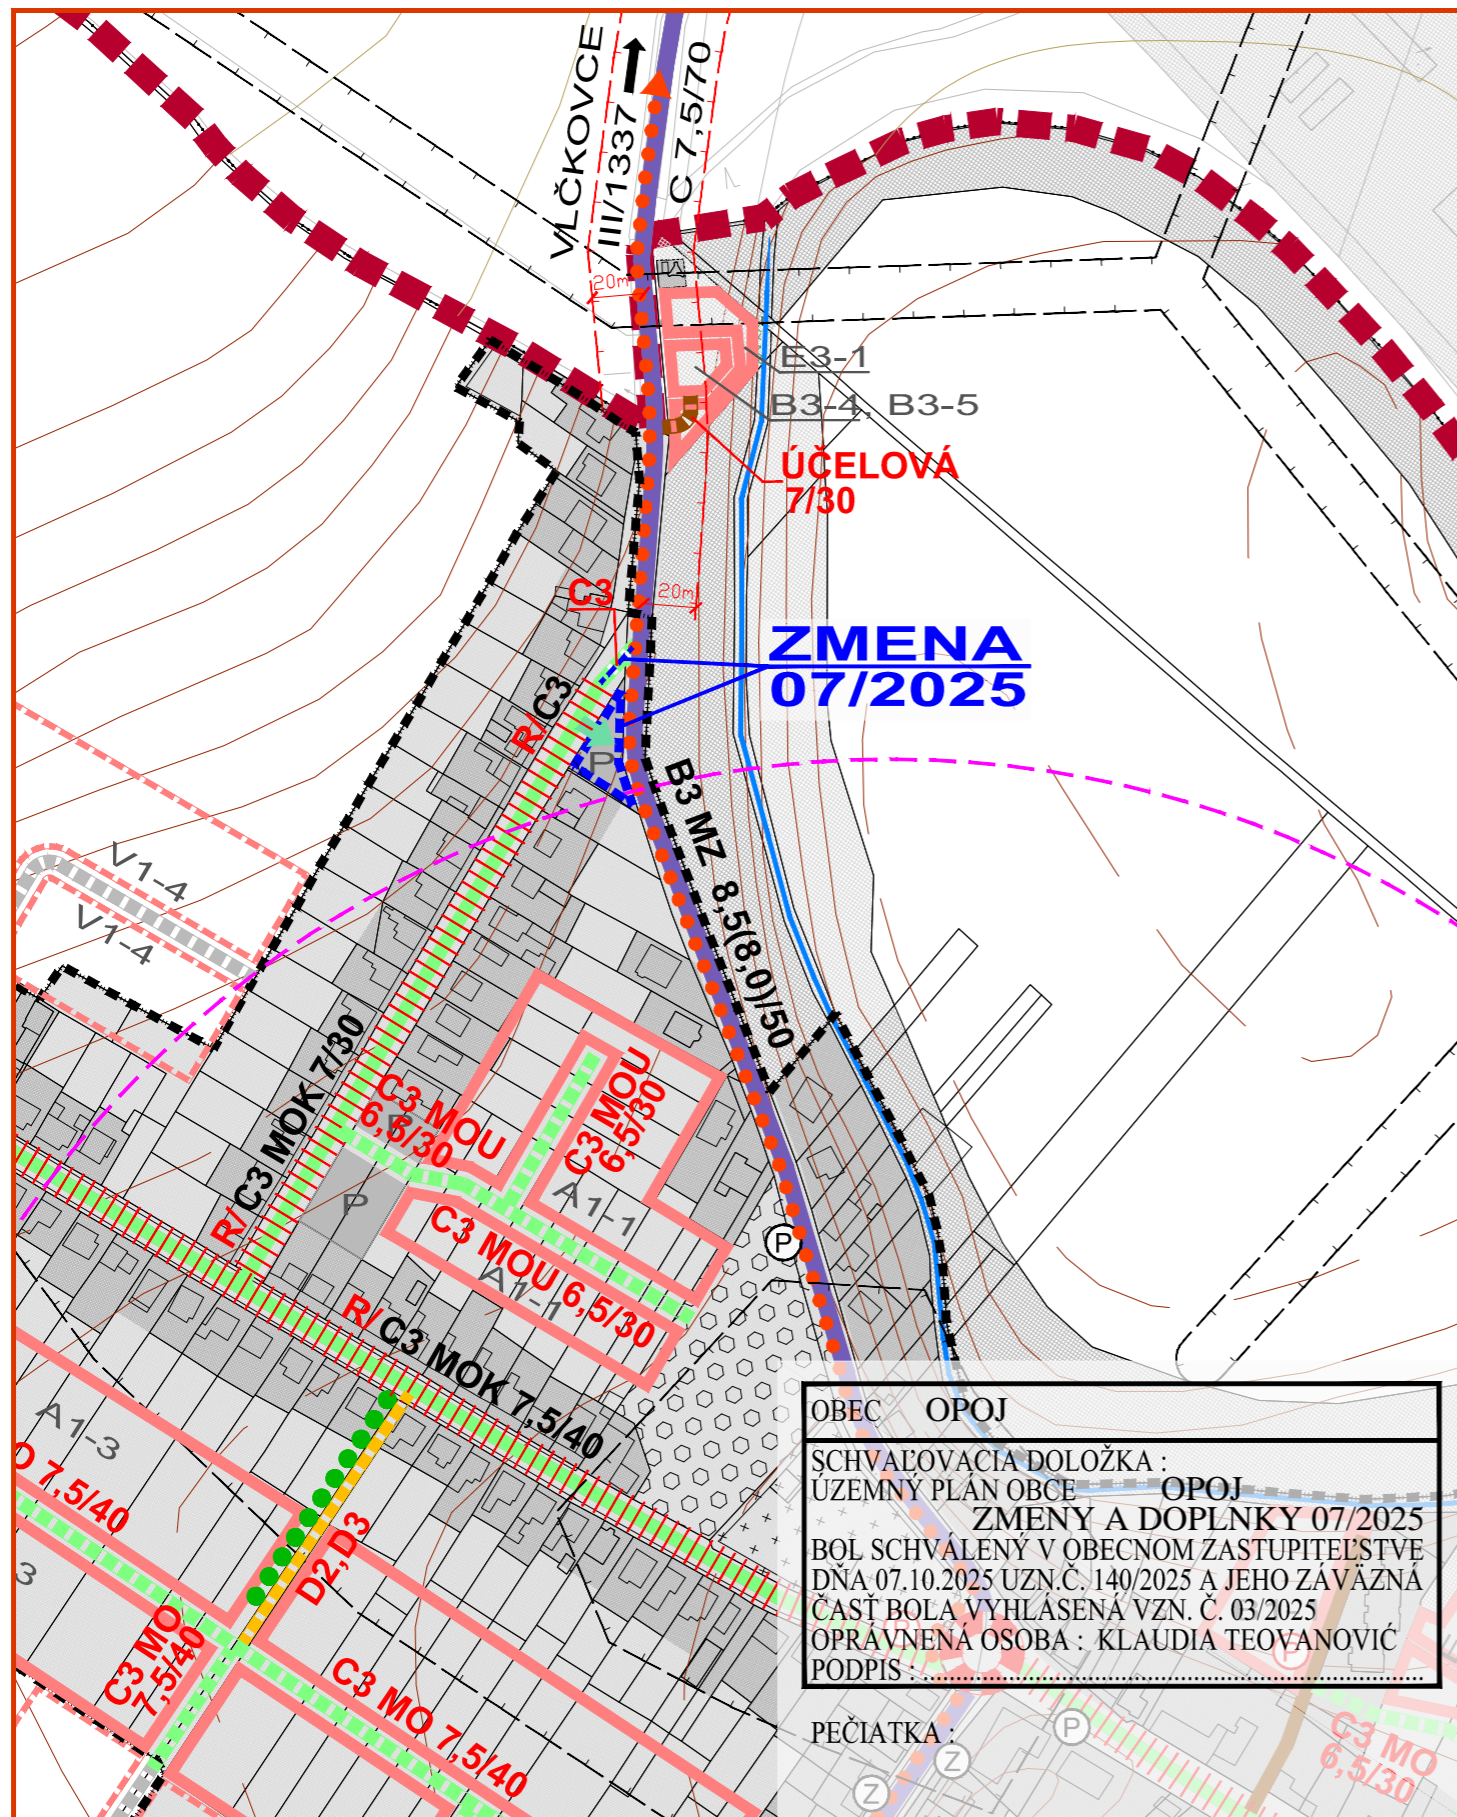 VLČKOVCE
III/1337
C 7,5/70
20m
E3-1
B3-4, B3-5
ÚČELOVÁ
7/30
C3
20m
ZMENA
07/2025
R/C3
P
B3 MZ 8,5(8,0)/50
V1-4
V1-4
R/C3 MOK 7/30
C3 MOU
6,5/30
P
C3 MOU
6,5/30
A1-1
P
P
C3 MOU 6,5/30
A1-1
R/C3 MOK 7,5/40
A1-3
O 7,5/40
3
D2,D3
C3 MO
7,5/40
C3 MO 7,5/40
OBEC OPOJ
SCHVAĽOVACIA DOLOŽKA :
ÚZEMNÝ PLÁN OBCE OPOJ
ZMENY A DOPLNKY 07/2025
BOL SCHVÁLENÝ V OBECNOM ZASTUPITEĽSTVE
DŇA 07.10.2025 UZN.Č. 140/2025 A JEHO ZÁVÄZNÁ
ČASŤ BOLA VYHLÁSENÁ VZN. Č. 03/2025
OPRÁVNENÁ OSOBA : KLAUDIA TEOVANOVIĆ
PODPIS :
PEČIATKA :
P
P
Z
Z
C3 MO
6,5/30